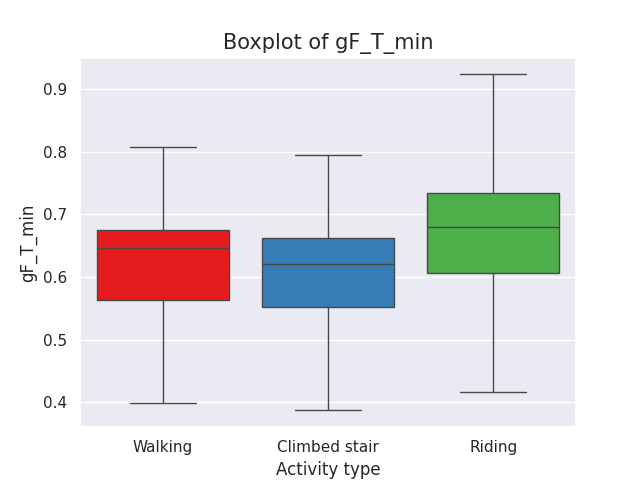 Boxplot of gF_T_min
0.9
0.8
0.7
0.6
0.5
0.4
gF_T_min
Walking
Climbed stair
Riding
Activity type